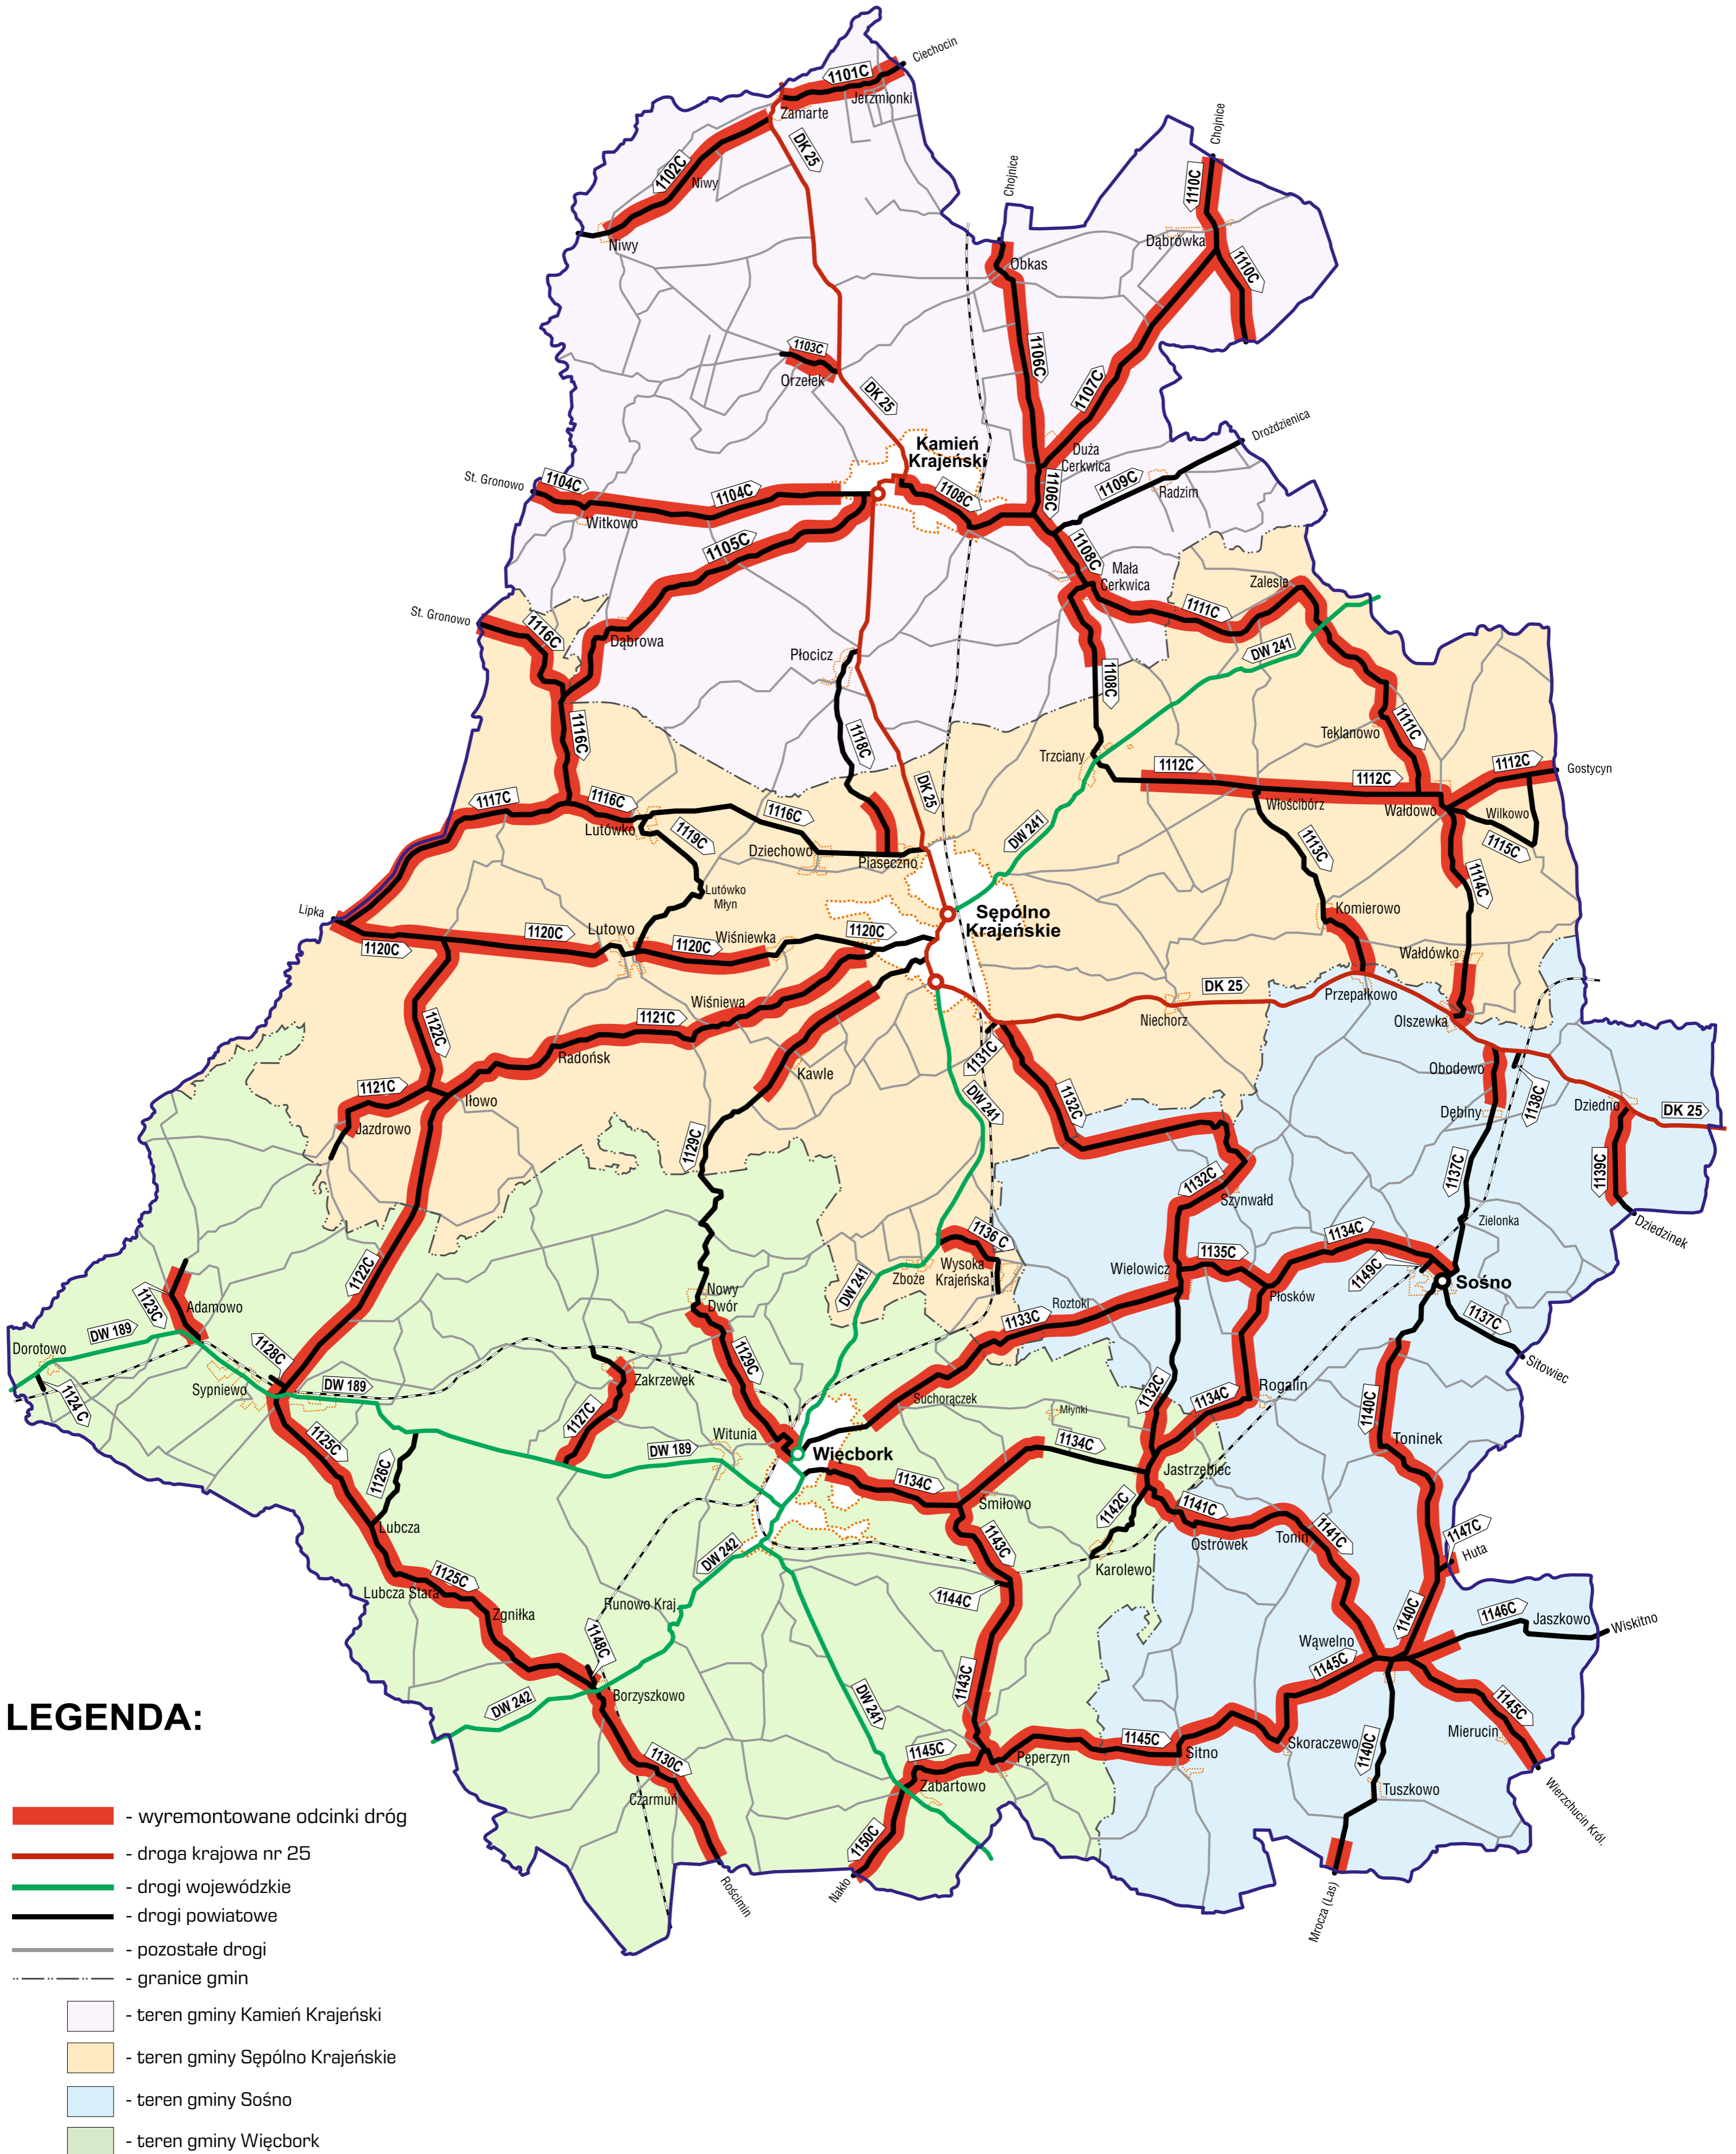 Ciechocin
1101C
Jerzmionki
Zamarte
DK 25
1102C
Niwy
Niwy
Chojnice
Chojnice
1110C
Dąbrówka
1110C
Obkas
1106C
1107C
1103C
Orzełek
DK 25
Kamień
Krajeński
Duża
Cerkwica
Drożdzienica
1109C
Radzim
St. Gronowo
1104C
1104C
Witkowo
1108C
1106C
1105C
1108C
Mała
Cerkwica
Zalesie
1111C
St. Gronowo
1116C
Dąbrowa
Płocicz
DW 241
1108C
1116C
1118C
Teklanowo
1111C
Trzciany
1112C
1112C
1112C
Gostycyn
DK 25
1117C
1116C
Lutówko
1116C
Włościbórz
Wałdowo
Wilkowo
1119C
Dziechowo
Piaseczno
DW 241
1113C
1115C
1114C
Lutówko
Młyn
Lipka
Sępólno
Krajeńskie
Komierowo
1120C
1120C
Lutowo
1120C
Wiśniewka
1120C
Wałdówko
Wiśniewa
1121C
DK 25
Przepałkowo
Niechorz
Olszewka
1122C
Radońsk
1131C
Kawle
Obodowo
1121C
Iłowo
DW 241
1132C
1138C
Dziedno
DK 25
Dębiny
Jazdrowo
1129C
1137C
1139C
1132C
Szynwałd
Zielonka
Dziedzinek
1136 C
1134C
1122C
Wysoka
Krajeńska
Zboże
Wielowicz
1135C
1149C
Sośno
Płosków
1123C
Adamowo
Nowy
Dwór
DW 241
Roztoki
1133C
1137C
DW 189
Dorotowo
1128C
1129C
Sitowiec
1124 C
Sypniewo
DW 189
Zakrzewek
Suchorączek
1132C
1134C
Rogalin
1127C
Młynki
1140C
1125C
Witunia
DW 189
Więcbork
1134C
Toninek
1126C
1134C
Jastrzębiec
Śmiłowo
1142C
1141C
Lubcza
1143C
Ostrówek
Tonin
1141C
1147C
Huta
DW 242
Karolewo
Lubcza Stara
1125C
1144C
Zgniłka
Runowo Kraj.
1140C
1146C
Jaszkowo
Wiskitno
1148C
Wąwelno
1145C
1143C
Borzyszkowo
DW 242
DW 241
1145C
Mierucin
1145C
1145C
Pęperzyn
Sitno
Skoraczewo
1140C
1130C
Czarmuń
Zabartowo
Tuszkowo
Wierzchucin Król.
1150C
Nakło
Rościmin
Mrocza (Las)
LEGENDA:
- wyremontowane odcinki dróg
- droga krajowa nr 25
- drogi wojewódzkie
- drogi powiatowe
- pozostałe drogi
- granice gmin
- teren gminy Kamień Krajeński
- teren gminy Sępólno Krajeńskie
- teren gminy Sośno
- teren gminy Więcbork